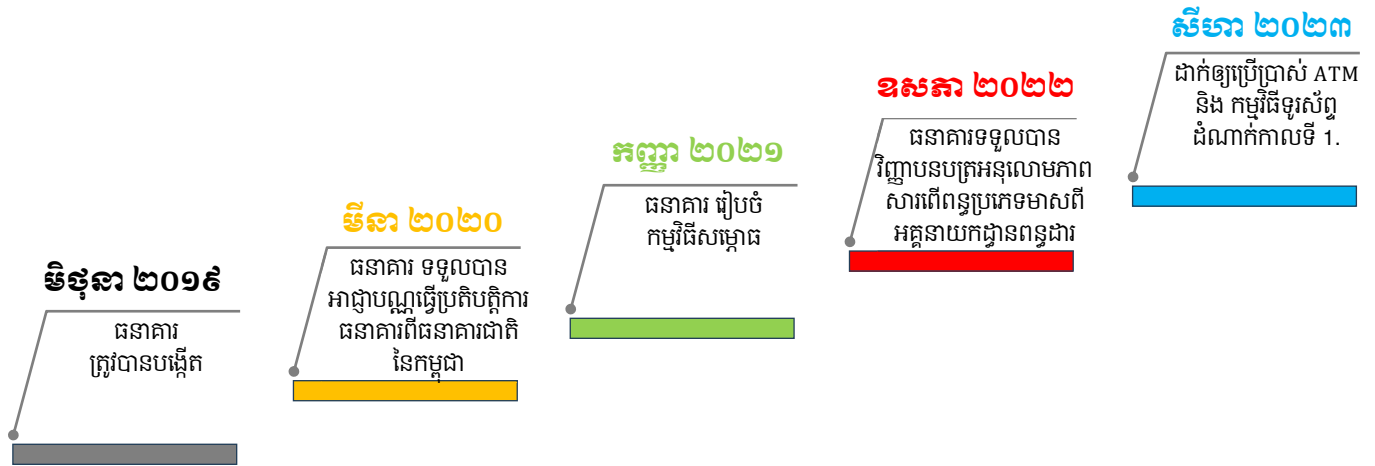 មិថុនា ២០១៩
ធនាគារ
ត្រូវបានបង្កើត
មីនា ២០២០
ធនាគារ ទទួលបាន
អាជ្ញាបណ្ណធ្វើប្រតិបត្តិការ
ធនាគារពីធនាគារជាតិ
នៃកម្ពុជា
កញ្ញា ២០២១
ធនាគារ រៀបចំ
កម្មវិធីសម្ពោធ
ឧសភា ២០២២
ធនាគារទទួលបាន
វិញ្ញាបនបត្រអនុលោមភាព
សារពើពន្ធប្រភេទមាសពី
អគ្គនាយកដ្ឋានពន្ធដារ
សីហា ២០២៣
ដាក់ឲ្យប្រើប្រាស់ ATM
និង កម្មវិធីទូរស័ព្ទ
ដំណាក់កាលទី 1.